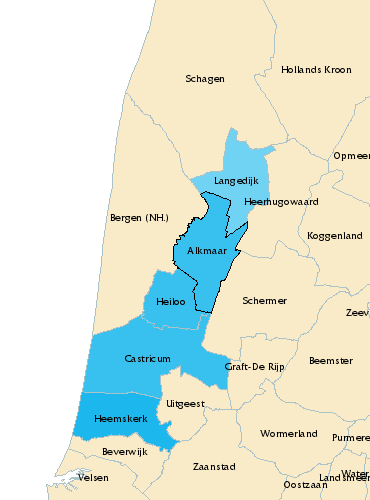 Hollands Kroon
Schagen
Opmeer
Langedijk
Heerhugowaard
Bergen (NH.)
Koggenland
Alkmaar
Heiloo
Schermer
Zeev
Castricum
Beemster
Graft-De Rijp
Uitgeest
Heemskerk
Wormerland
Purmere
Beverwijk
Zaanstad
Velsen
Water
Landsmeer
Oostzaan